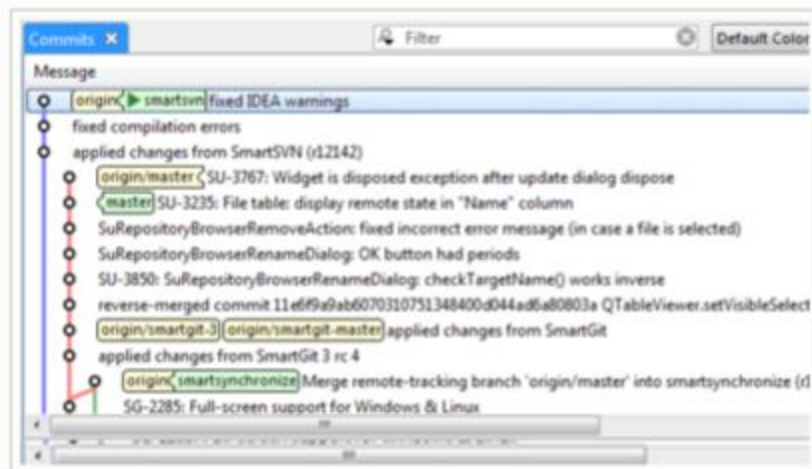 Commits
Filter
Default Color
Message
origin smartsvn fixed IDEA warnings
fixed compilation errors
applied changes from SmartSVN (r12142)
origin/master SU-3767: Widget is disposed exception after update dialog dispose
master SU-3235: File table: display remote state in "Name" column
SuRepositoryBrowserRemoveAction: fixed incorrect error message (in case a file is selected)
SuRepositoryBrowserRenameDialog: OK button had periods
SU-3850: SuRepositoryBrowserRenameDialog: checkTargetName() works inverse
reverse-merged commit 11e6f9a9ab6070310751348400d044ad6a80803a QTableViewer.setVisibleSelect
origin/smartgit-3 origin/smartgit-master applied changes from SmartGit
applied changes from SmartGit 3 rc 4
origin smartsynchronize Merge remote-tracking branch 'origin/master' into smartsynchronize (d
SG-2285: Full-screen support for Windows & Linux